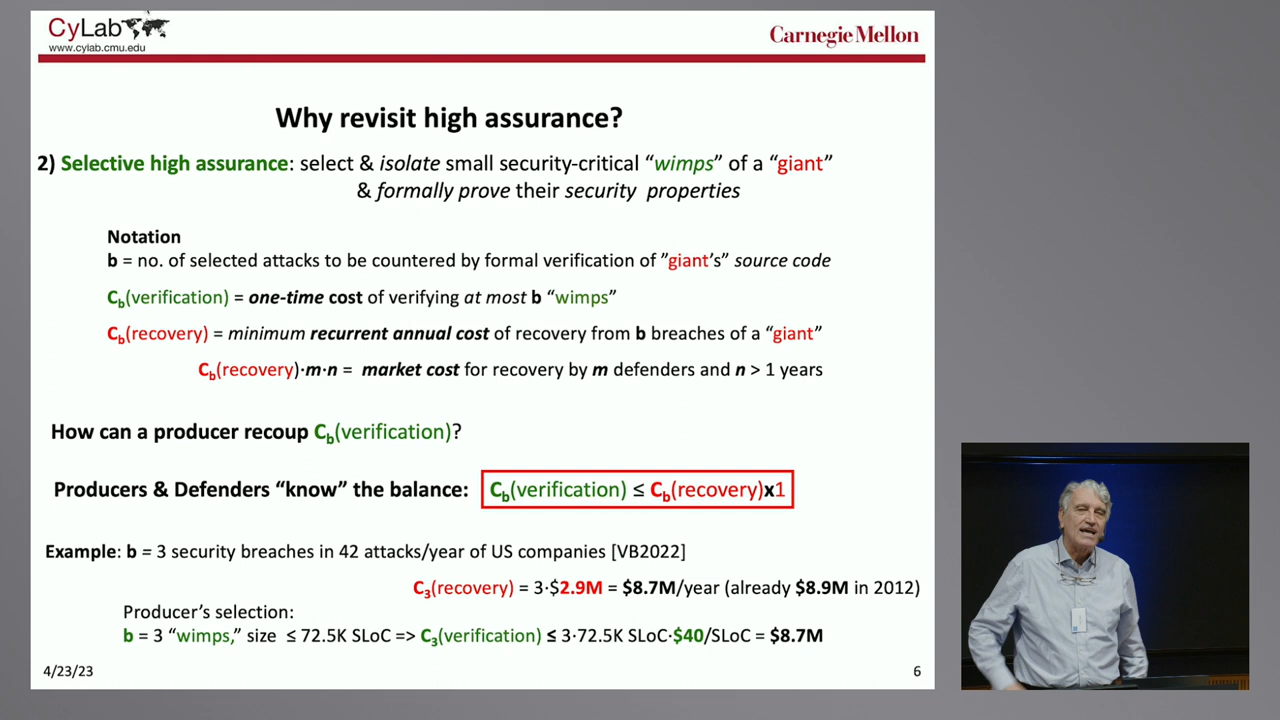 CyLab
www.cylab.cmu.edu
Carnegie Mellon
Why revisit high assurance?
2) Selective high assurance: select & isolate small security-critical “wimps” of a “giant”
& formally prove their security properties
Notation
b = no. of selected attacks to be countered by formal verification of ”giant’s” source code
Cb(verification) = one-time cost of verifying at most b “wimps”
Cb(recovery) = minimum recurrent annual cost of recovery from b breaches of a “giant”
Cb(recovery)·m·n = market cost for recovery by m defenders and n > 1 years
How can a producer recoup Cb(verification)?
Producers & Defenders “know” the balance: Cb(verification) ≤ Cb(recovery)x1
Example: b = 3 security breaches in 42 attacks/year of US companies [VB2022]
C3(recovery) = 3·$2.9M = $8.7M/year (already $8.9M in 2012)
Producer’s selection:
b = 3 “wimps,” size ≤ 72.5K SLoC => C3(verification) ≤ 3·72.5K SLoC·$40/SLoC = $8.7M
4/23/23
6